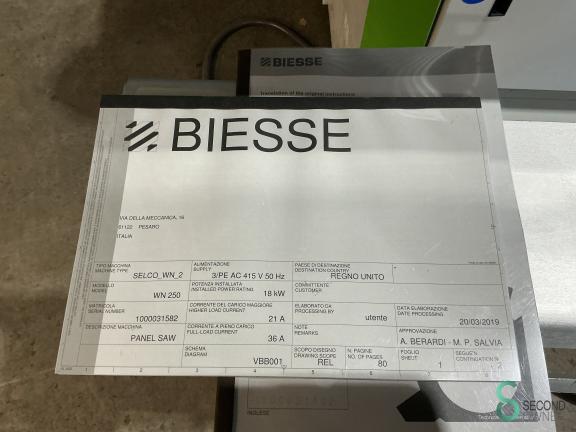 BIESSE
Translation of the original instructions
BIESSE
VIA DELLA MECCANICA, 16
61122 PESARO
ITALIA
TIPO MACCHINA
MACHINE TYPE
SELCO_WN_2
ALIMENTAZIONE
SUPPLY
3/PE AC 415 V 50 Hz
PAESE DI DESTINAZIONE
DESTINATION COUNTRY
REGNO UNITO
MODELLO
MODEL
WN 250
POTENZA INSTALLATA
INSTALLED POWER RATING
18 kW
COMMITTENTE
CUSTOMER
MATRICOLA
SERIAL NUMBER
1000031582
CORRENTE DEL CARICO MAGGIORE
HIGHER LOAD CURRENT
21 A
ELABORATO DA
PROCESSING BY
utente
DATA ELABORAZIONE
DATE PROCESSING
20/03/2019
DESCRIZIONE MACCHINA
PANEL SAW
CORRENTE A PIENO CARICO
FULL LOAD CURRENT
36 A
NOTE
REMARKS
APPROVAZIONE
A. BERARDI - M. P. SALVIA
SCHEMA
DIAGRAM
VBB001
SCOPO DISEGNO
DRAWING SCOPE
REL
N. PAGINE
NO. OF PAGES
80
FOGLIO
SHEET
1
SEGUE N.
CONTINUATION N.
2
INGLESE
SECOND
OWNER